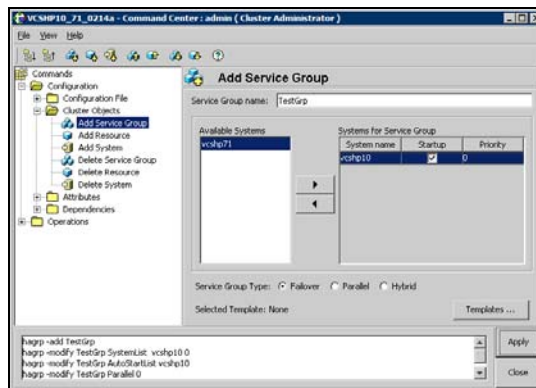 VCSHP10_71_0214a - Command Center : admin ( Cluster Administrator )
File View Help
Commands
Configuration
Configuration File
Cluster Objects
Add Service Group
Add Resource
Add System
Delete Service Group
Delete Resource
Delete System
Attributes
Dependencies
Operations
Add Service Group
Service Group name: TestGrp
Available Systems
vcshp71
Systems for Service Group
System name Startup Priority
vcshp10 0
Service Group Type: Failover Parallel Hybrid
Selected Template: None
Templates ...
hagrp -add TestGrp
hagrp -modify TestGrp SystemList vcshp10 0
hagrp -modify TestGrp AutoStartList vcshp10
hagrp -modify TestGrp Parallel 0
Apply
Close